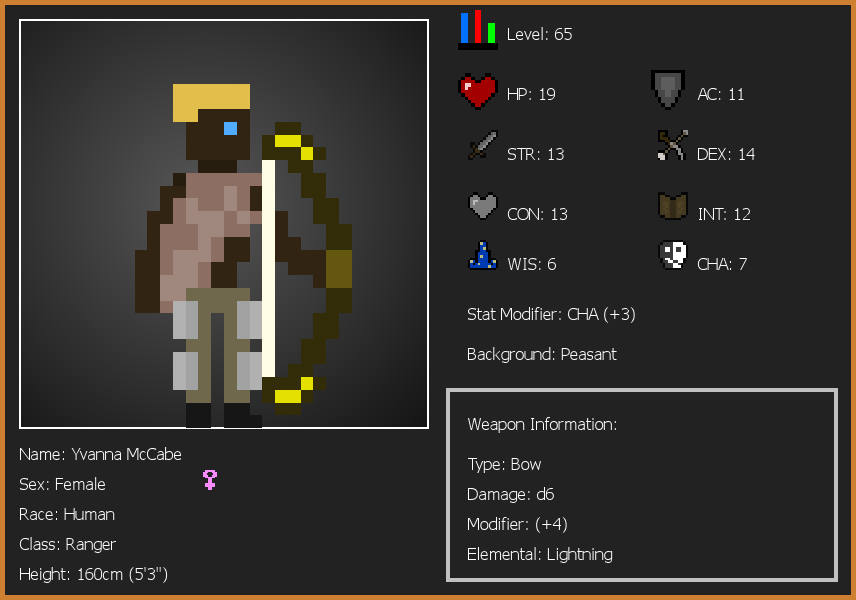 Level: 65
HP: 19
AC: 11
STR: 13
DEX: 14
CON: 13
INT: 12
WIS: 6
CHA: 7
Stat Modifier: CHA (+3)
Background: Peasant
Weapon Information:
Type: Bow
Damage: d6
Modifier: (+4)
Elemental: Lightning
Name: Yvanna McCabe
Sex: Female
Race: Human
Class: Ranger
Height: 160cm (5'3")